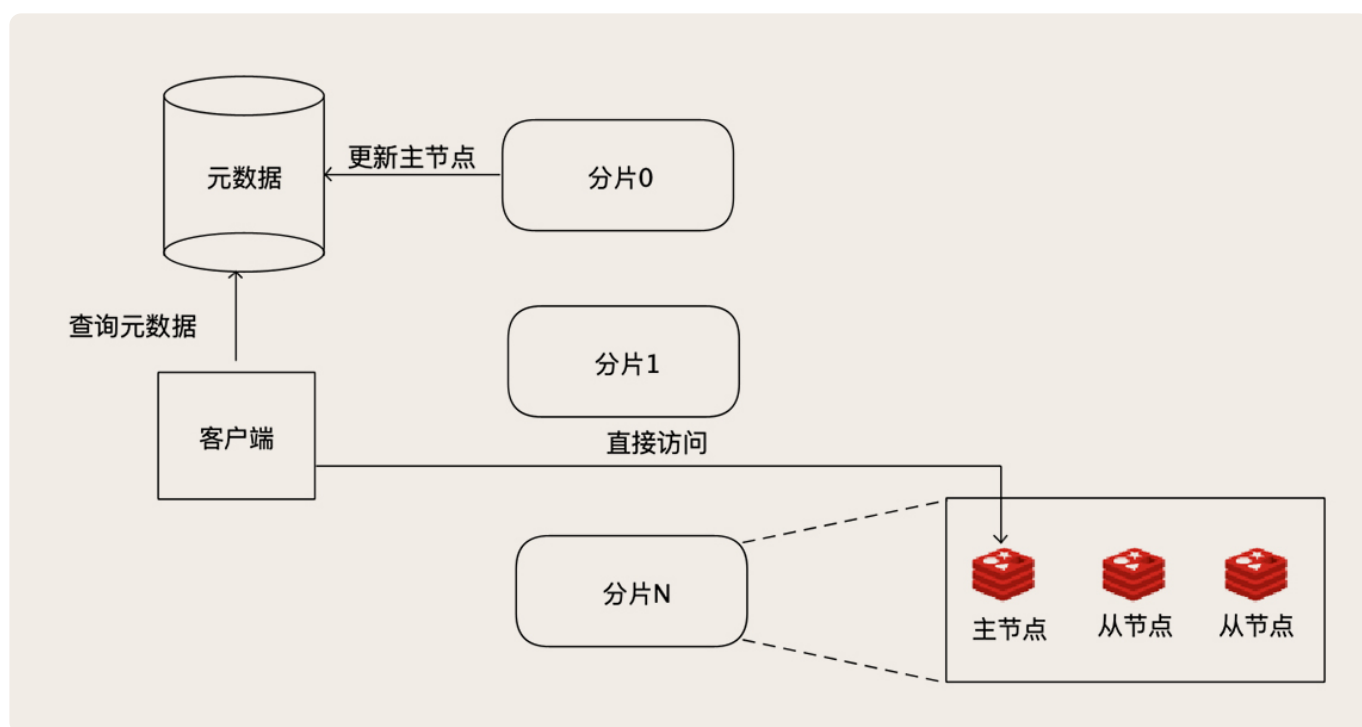 元数据
更新主节点
分片0
查询元数据
分片1
客户端
直接访问
分片N
主节点
从节点
从节点